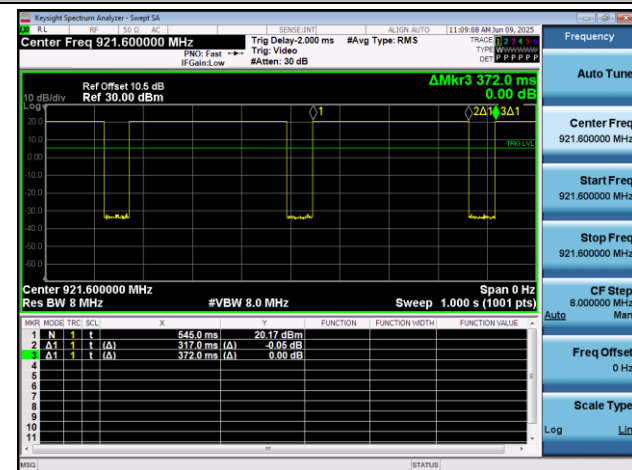 Keysight Spectrum Analyzer - Swept SA
RL RF 50 Ω AC SENSE:INT ALIGN AUTO 11:09:08 AM Jun 09, 2025
Center Freq 921.600000 MHz
PNO: Fast
IFGain:Low
Trig Delay-2.000 ms
Trig: Video
#Atten: 30 dB
#Avg Type: RMS
TRACE 1 2 3 4 5 6
TYPE WWWWWW
DET P P P P P P
Ref Offset 10.5 dB
10 dB/div Ref 30.00 dBm
Log
ΔMkr3 372.0 ms
0.00 dB
1
2Δ1 3Δ1
20.0
10.0
TRIG LVL
0.00
-10.0
-20.0
-30.0
-40.0
-50.0
-60.0
Center 921.600000 MHz Span 0 Hz
Res BW 8 MHz #VBW 8.0 MHz Sweep 1.000 s (1001 pts)
MKR MODE TRC SCL X Y FUNCTION FUNCTION WIDTH FUNCTION VALUE
1 N 1 t 545.0 ms 20.17 dBm
2 Δ1 1 t (Δ) 317.0 ms (Δ) -0.05 dB
3 Δ1 1 t (Δ) 372.0 ms (Δ) 0.00 dB
4
5
6
7
8
9
10
11
MSG STATUS
Frequency
Auto Tune
Center Freq
921.600000 MHz
Start Freq
921.600000 MHz
Stop Freq
921.600000 MHz
CF Step
8.000000 MHz
Auto Man
Freq Offset
0 Hz
Scale Type
Log Lin